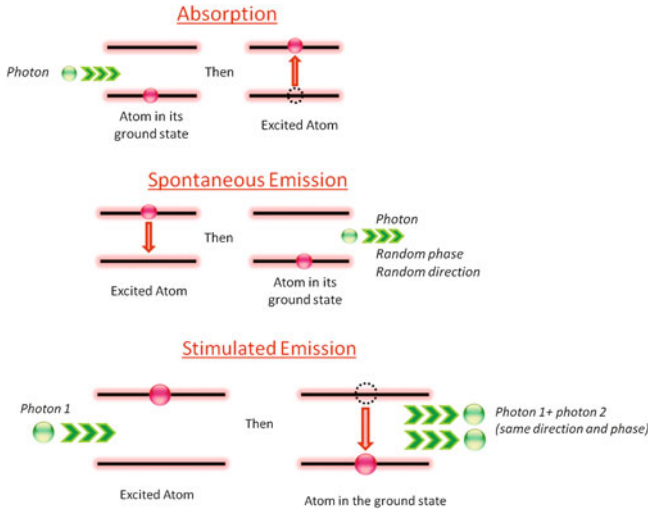 Absorption
Photon
Then
Atom in its
ground state
Excited Atom
Spontaneous Emission
Then
Photon
Random phase
Random direction
Excited Atom
Atom in its
ground state
Stimulated Emission
Photon 1
Then
Photon 1+ photon 2
(same direction and phase)
Excited Atom
Atom in the ground state